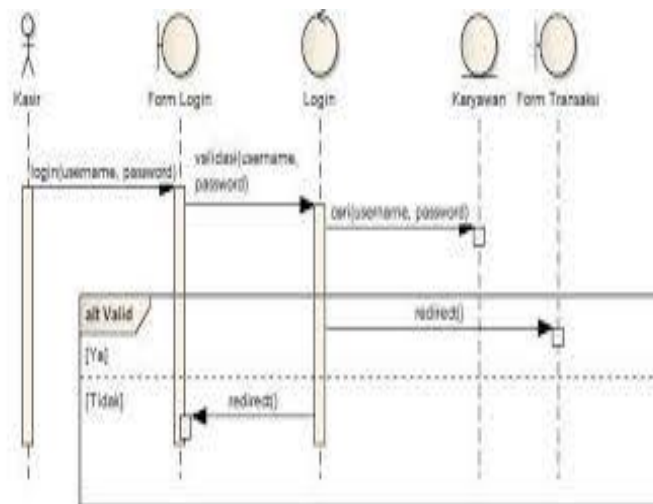 Kasir
Form Login
Login
Karyawan
Form Transaksi
login(username, password)
validasi(username,
password)
cari(username, password)
alt Valid
redirect()
[Ya]
[Tidak]
redirect()